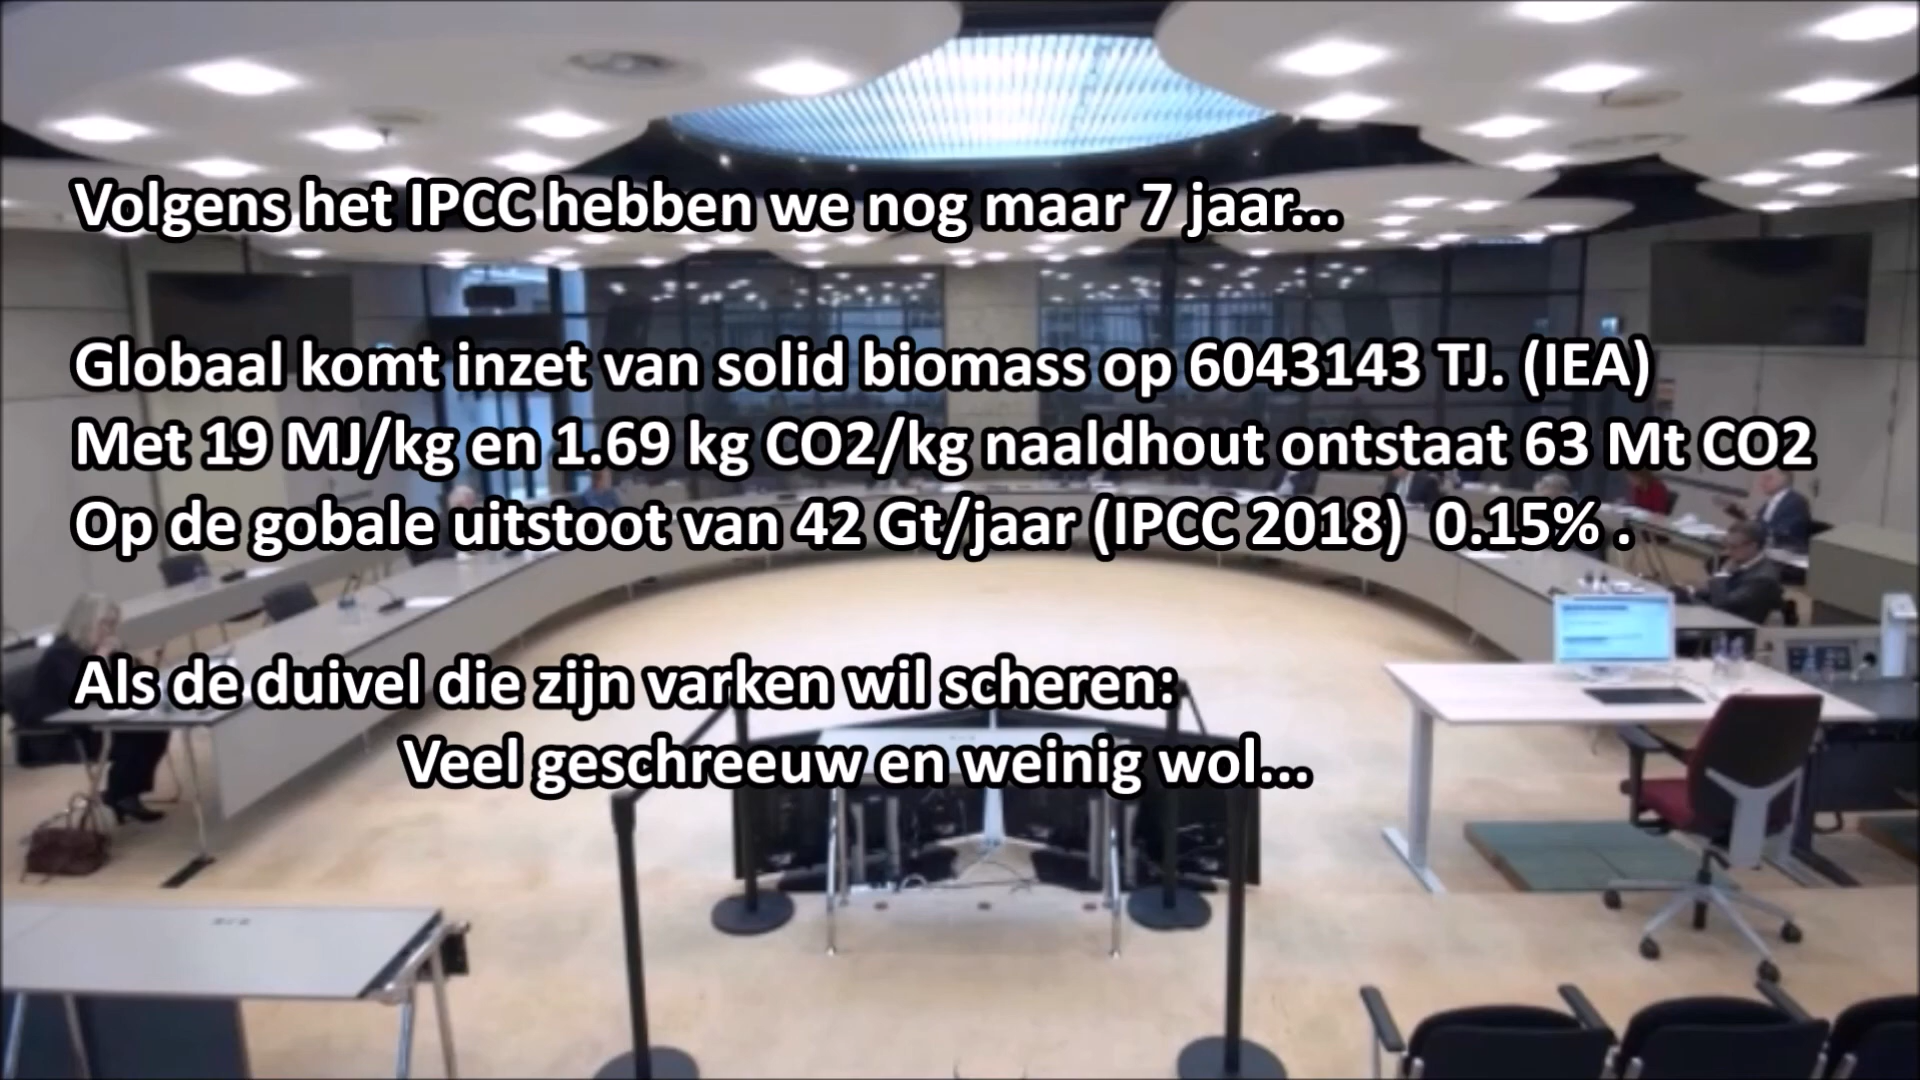 Volgens het IPCC hebben we nog maar 7 jaar...
Globaal komt inzet van solid biomass op 6043143 TJ. (IEA)
Met 19 MJ/kg en 1.69 kg CO2/kg naaldhout ontstaat 63 Mt CO2
Op de gobale uitstoot van 42 Gt/jaar (IPCC 2018) 0.15% .
Als de duivel die zijn varken wil scheren:
Veel geschreeuw en weinig wol...